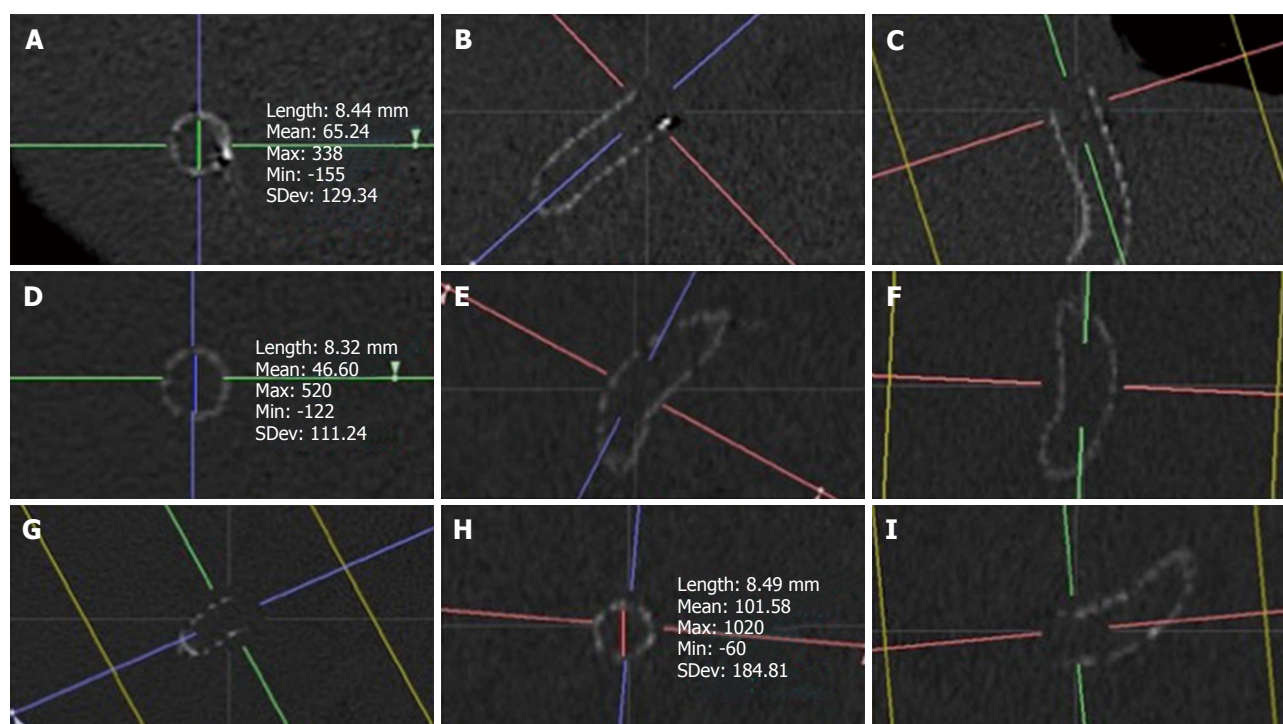 A
Length: 8.44 mm
Mean: 65.24
Max: 338
Min: -155
SDev: 129.34
B
C
D
Length: 8.32 mm
Mean: 46.60
Max: 520
Min: -122
SDev: 111.24
E
F
G
H
Length: 8.49 mm
Mean: 101.58
Max: 1020
Min: -60
SDev: 184.81
I